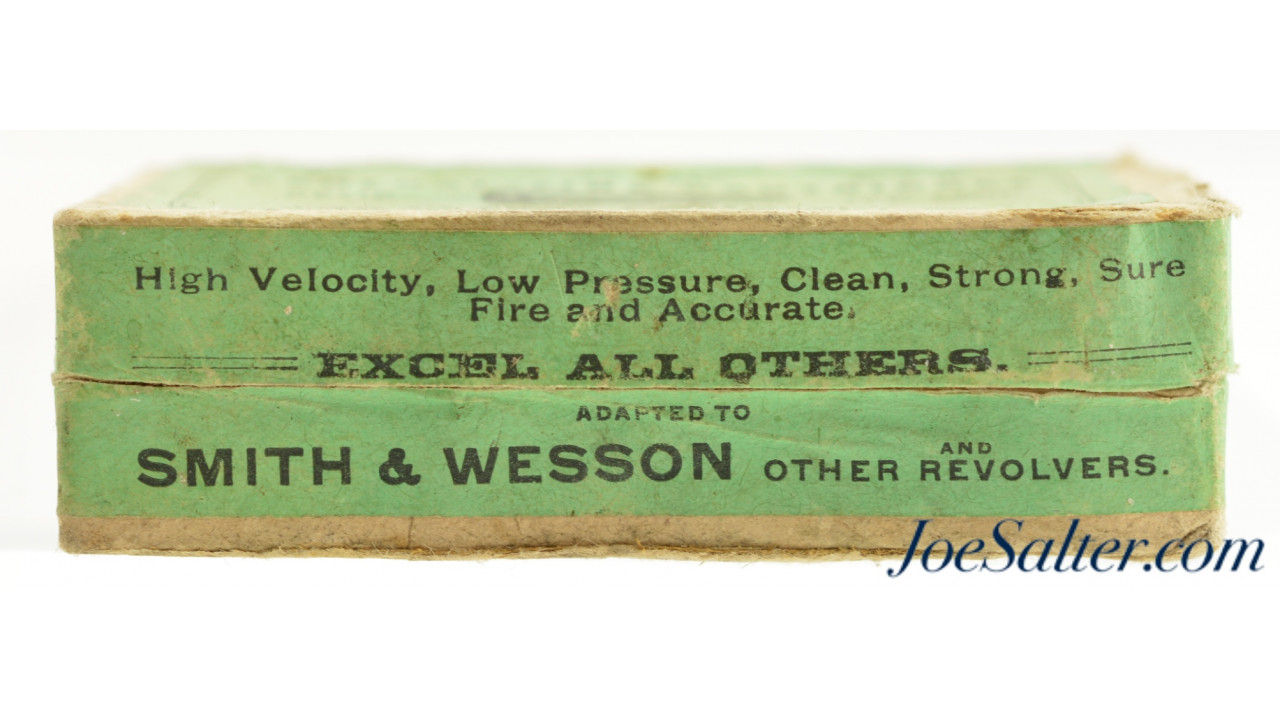 High Velocity, Low Pressure, Clean, Strong, Sure
Fire and Accurate.
EXCEL ALL OTHERS.
ADAPTED TO
SMITH & WESSON AND OTHER REVOLVERS.
JoeSalter.com